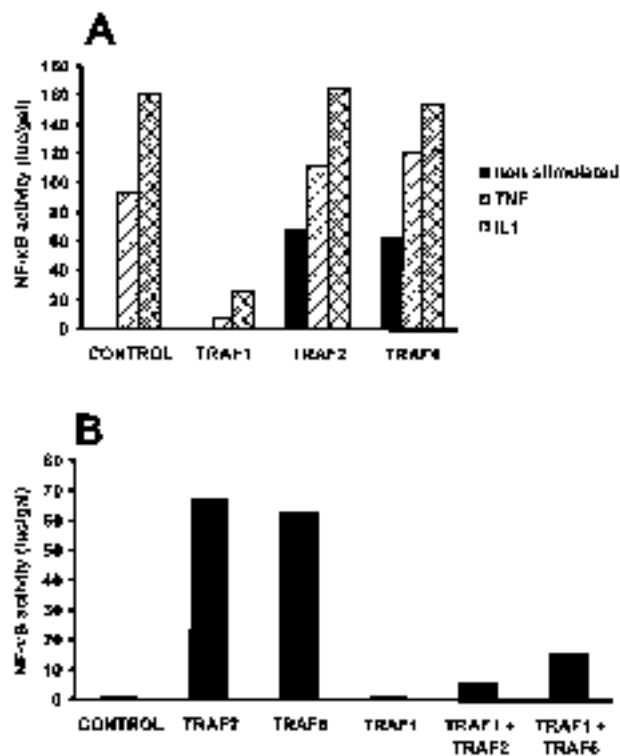 A
NF-κB activity (luc/gal)
180
160
140
120
100
80
60
40
20
0
non stimulated
TNF
IL1
CONTROL TRAF1 TRAF2 TRAF6
B
NF-κB activity (luc/gal)
80
70
60
50
40
30
20
10
0
CONTROL TRAF2 TRAF6 TRAF1 TRAF1 + TRAF1 +
TRAF2 TRAF6